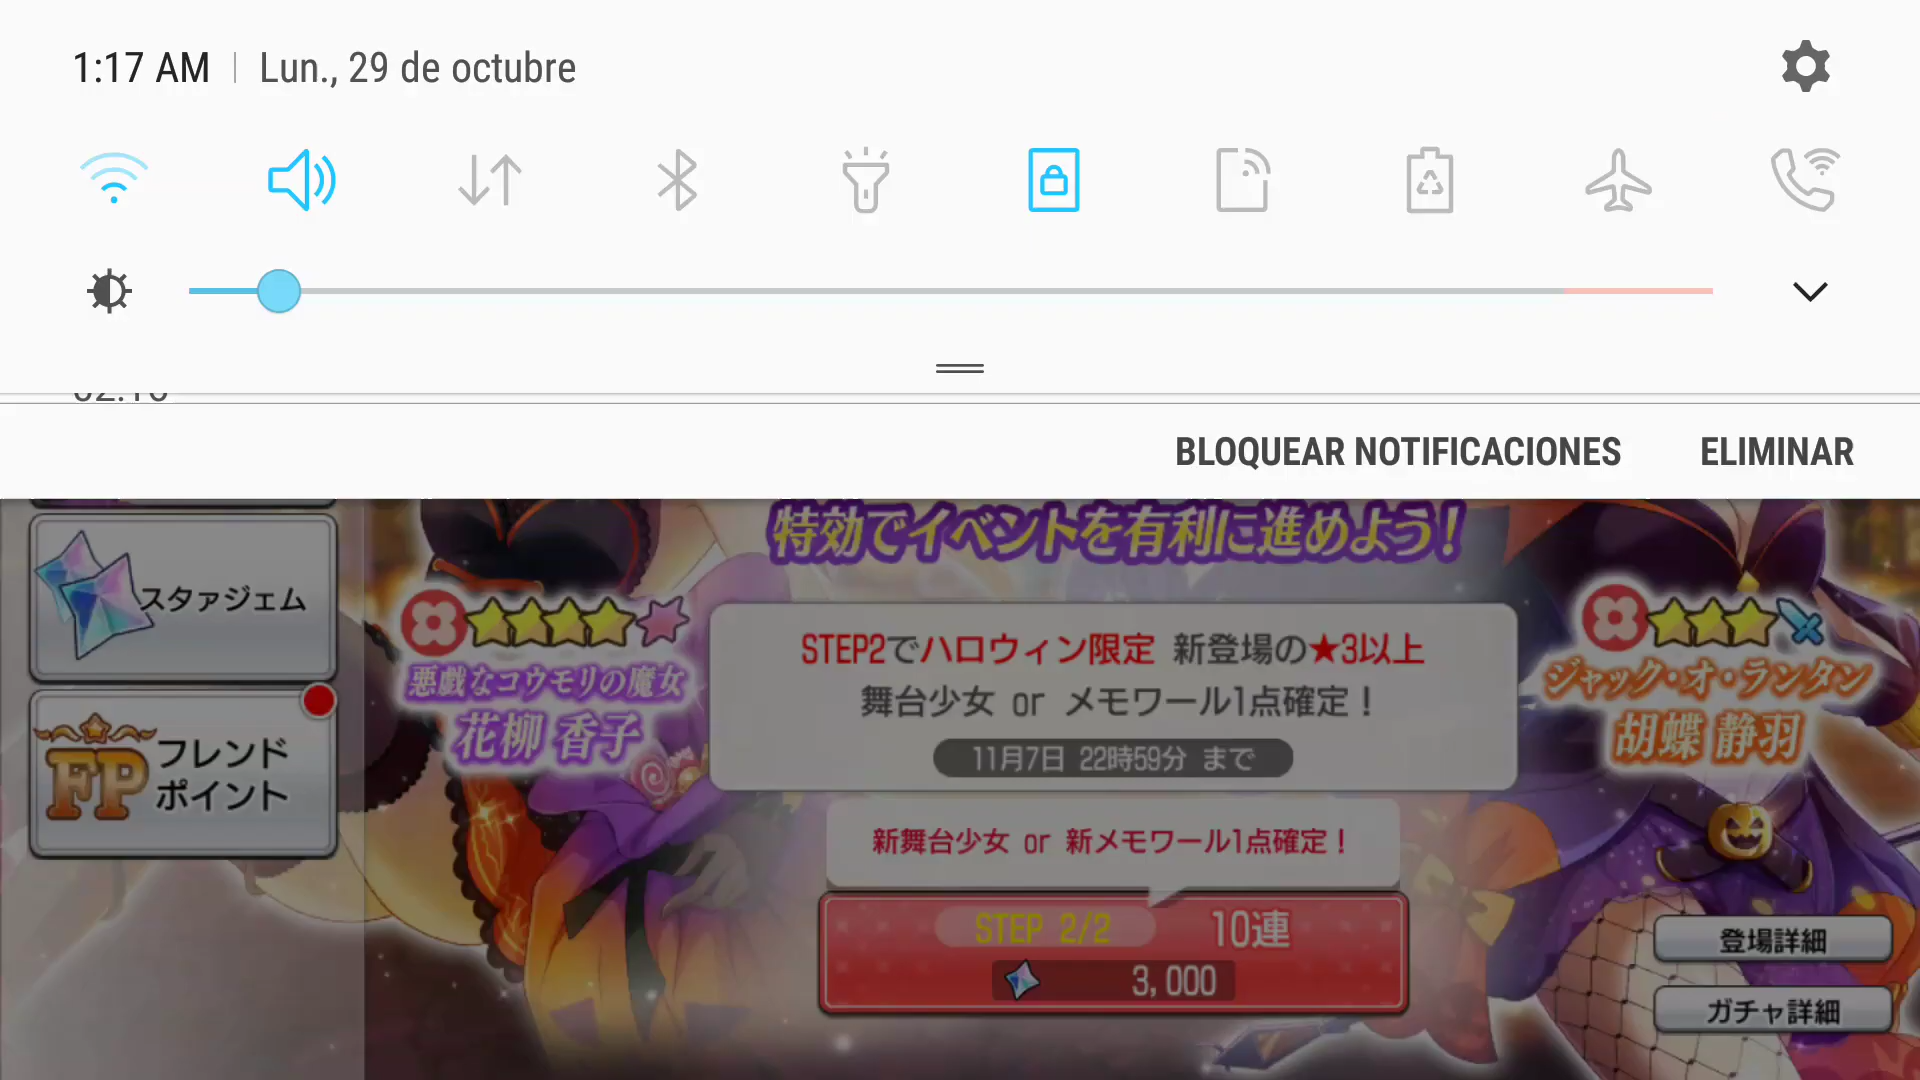 1:17 AM
Lun., 29 de octubre
BLOQUEAR NOTIFICACIONES
ELIMINAR
特効でイベントを有利に進めよう!
スタァジェム
フレンド
ポイント
FP
悪戯なコウモリの魔女
花柳 香子
STEP2でハロウィン限定 新登場の★3以上
舞台少女 or メモワール1点確定!
11月7日 22時59分 まで
ジャック・オ・ランタン
胡蝶 静羽
新舞台少女 or 新メモワール1点確定!
STEP 2/2 10連
3,000
登場詳細
ガチャ詳細